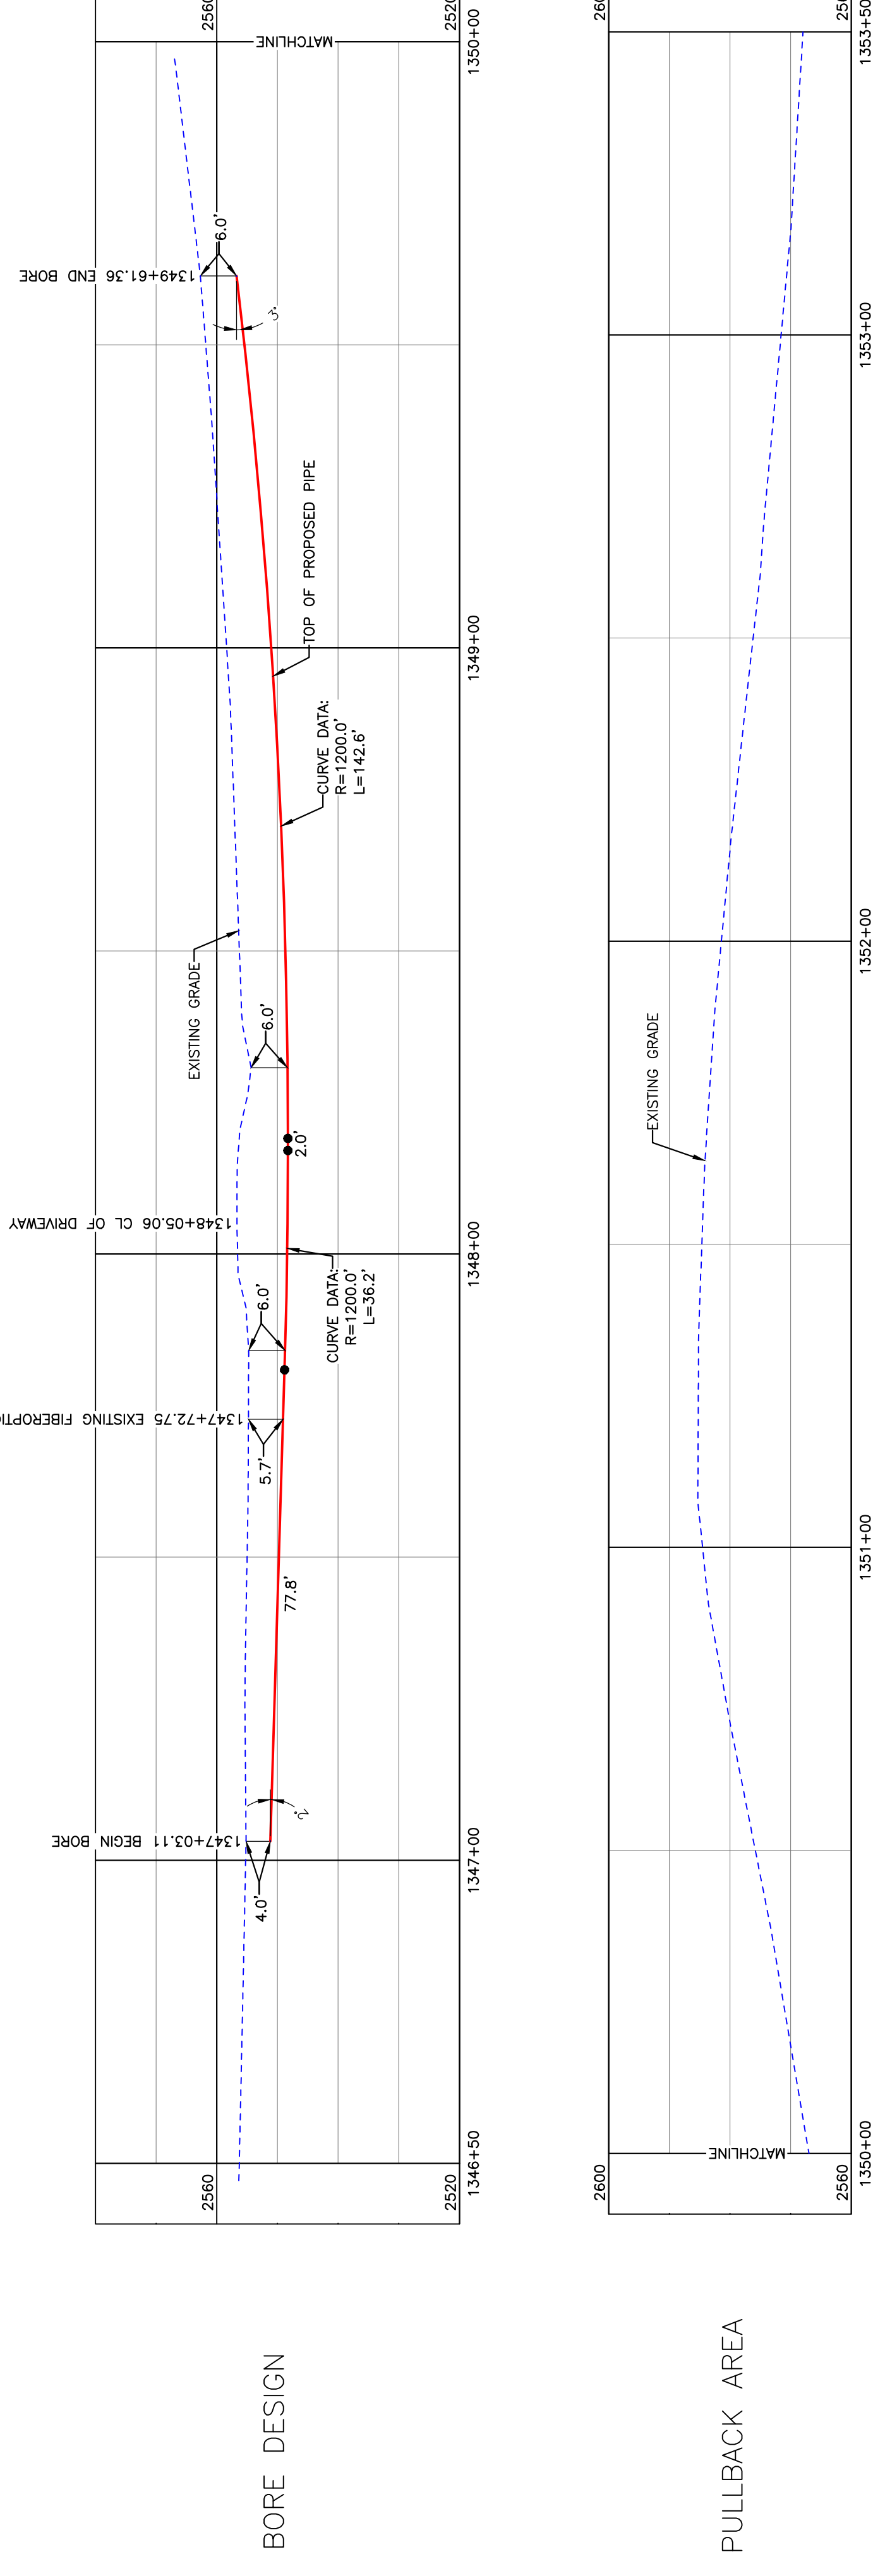 BORE DESIGN
2560
2520
1346+50
1347+00
1348+00
1349+00
1350+00
2520
MATCHLINE
1347+03.11 BEGIN BORE
4.0'
2°
77.8'
1347+72.75 EXISTING
5.7'
6.0'
CURVE DATA:
R=1200.0'
L=36.2'
1348+05.06 CL OF DRIVEWAY
2.0'
6.0'
EXISTING GRADE
CURVE DATA:
R=1200.0'
L=142.6'
TOP OF PROPOSED PIPE
3°
6.0'
1349+61.36 END BORE
PULLBACK AREA
2600
2560
MATCHLINE
1350+00
1351+00
1352+00
1353+00
1353+50
EXISTING GRADE